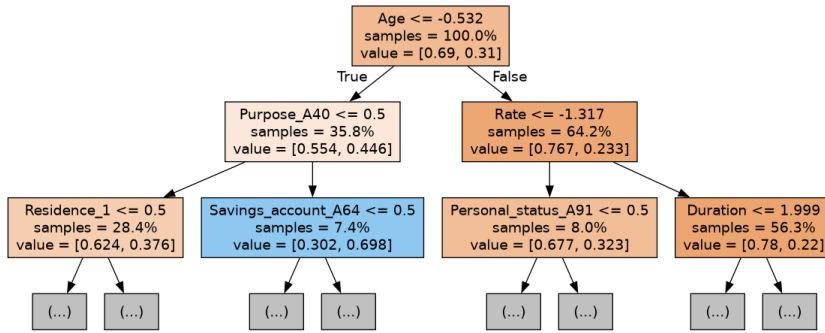 Age <= -0.532
samples = 100.0%
value = [0.69, 0.31]
True
False
Purpose_A40 <= 0.5
samples = 35.8%
value = [0.554, 0.446]
Rate <= -1.317
samples = 64.2%
value = [0.767, 0.233]
Residence_1 <= 0.5
samples = 28.4%
value = [0.624, 0.376]
Savings_account_A64 <= 0.5
samples = 7.4%
value = [0.302, 0.698]
Personal_status_A91 <= 0.5
samples = 8.0%
value = [0.677, 0.323]
Duration <= 1.999
samples = 56.3%
value = [0.78, 0.22]
(...)
(...)
(...)
(...)
(...)
(...)
(...)
(...)